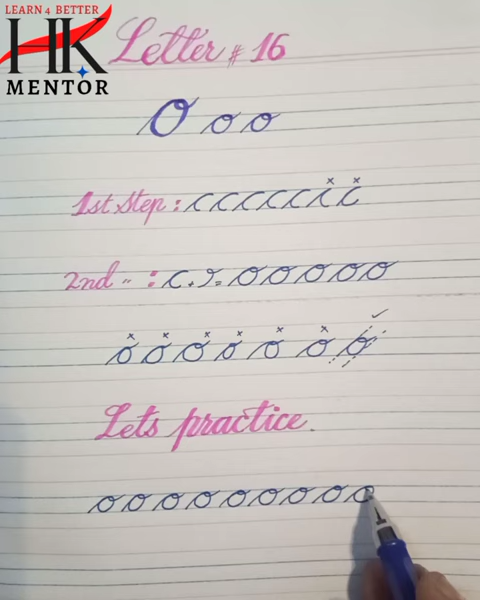 LEARN 4 BETTER
HK
MENTOR
Letter # 16
O o o
1st Step : c c c c c c i c
2nd " : c + r = o o o o o
o o o o o o o
Lets practice.
o o o o o o o o o